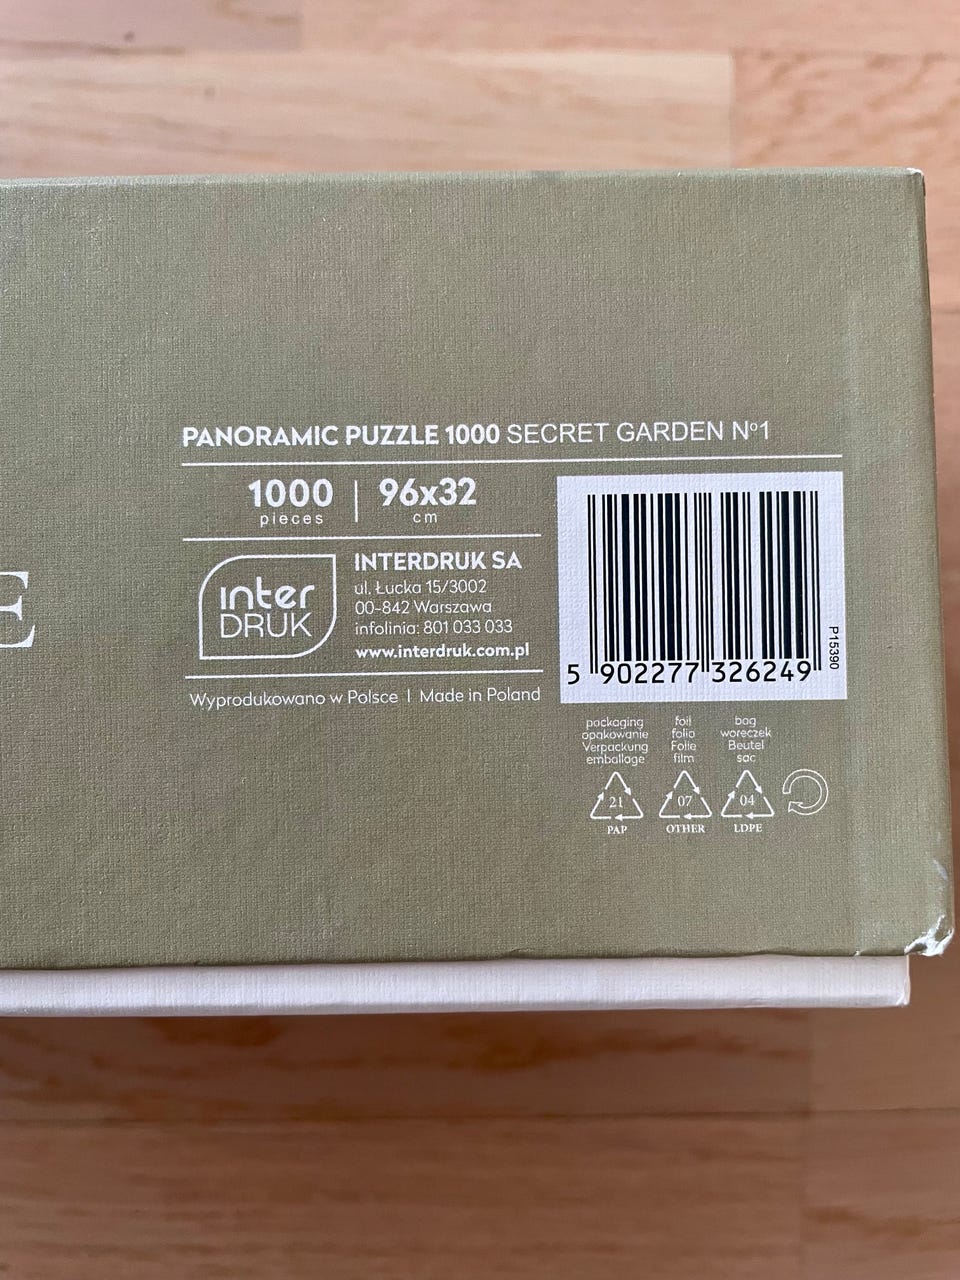 PANORAMIC PUZZLE 1000 SECRET GARDEN Nº1
1000 | 96x32
pieces cm
E
inter
DRUK
INTERDRUK SA
ul. Łucka 15/3002
00-842 Warszawa
infolinia: 801 033 033
www.interdruk.com.pl
Wyprodukowano w Polsce | Made in Poland
P15390
5 902277 326249
packaging
opakowanie
Verpackung
emballage
foil
folio
Folie
film
bag
woreczek
Beutel
sac
21
PAP
07
OTHER
04
LDPE